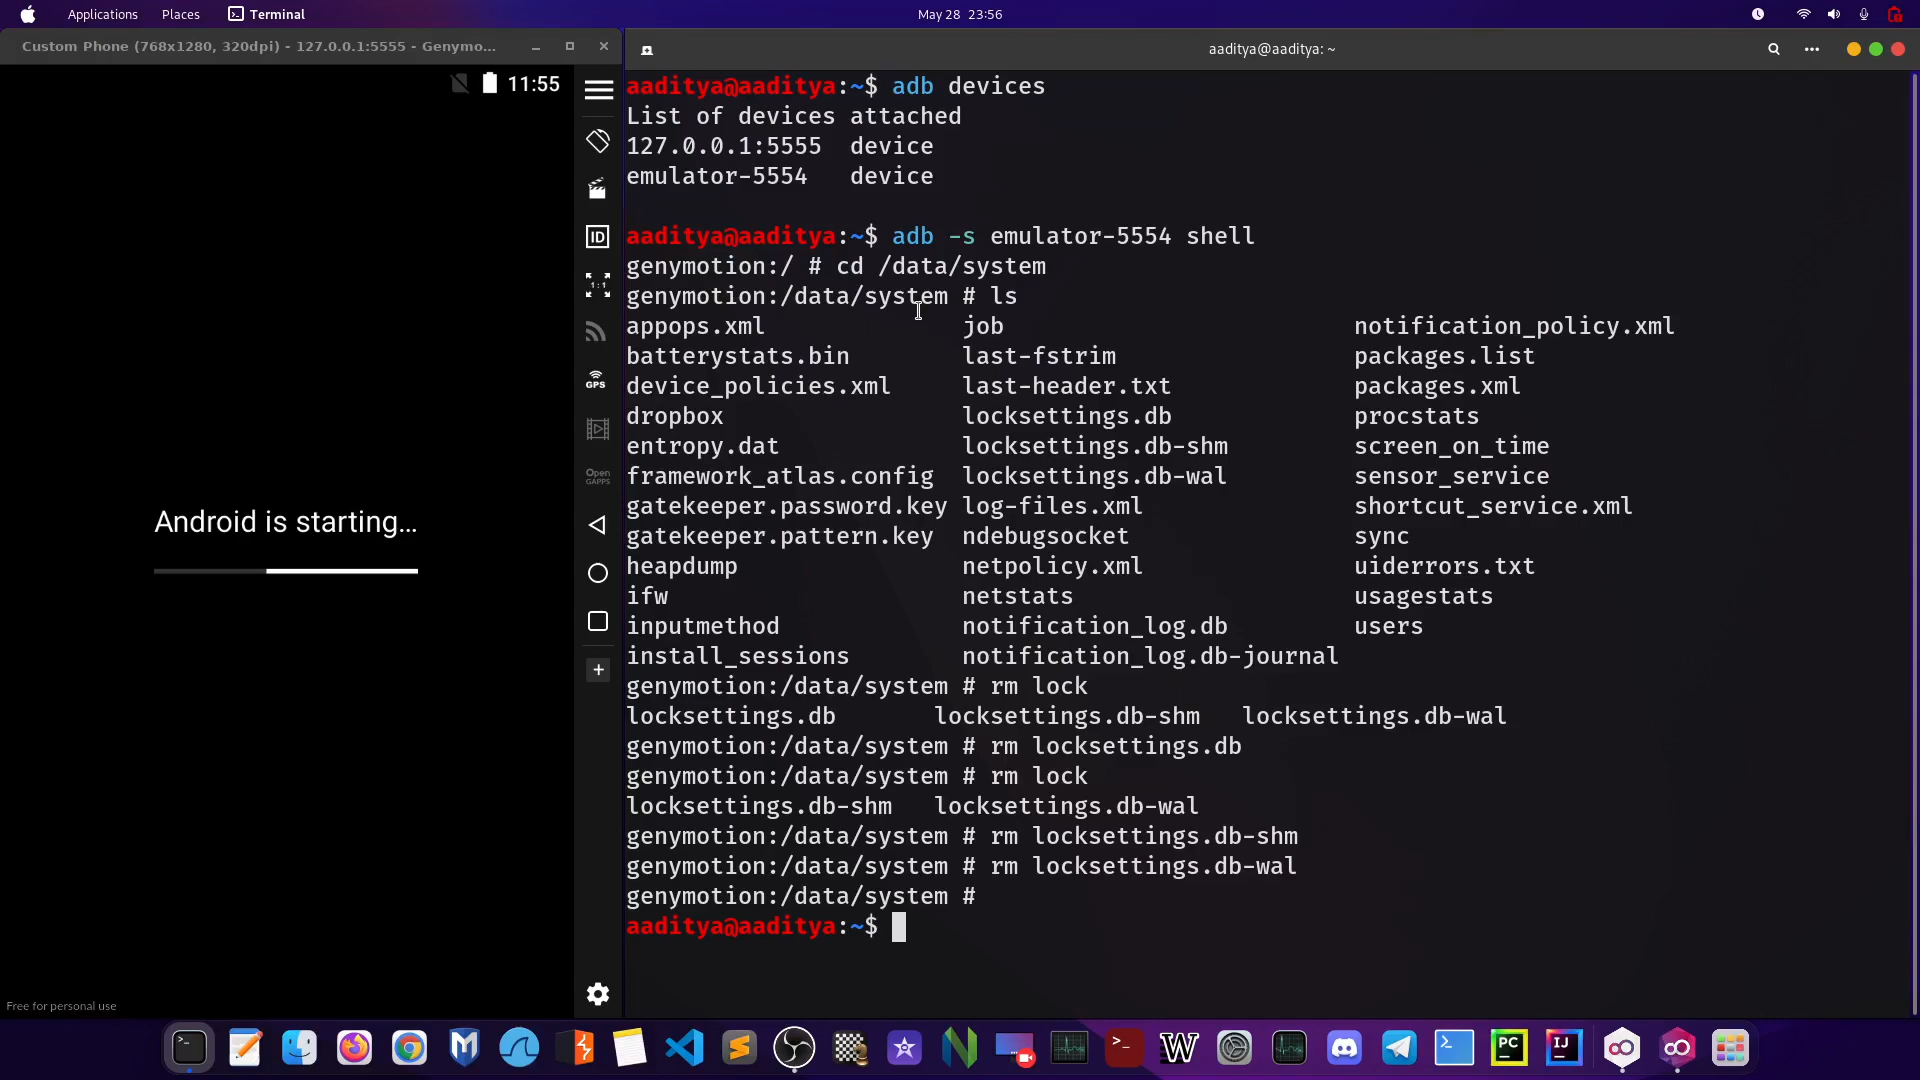 Applications Places Terminal May 28 23:56
Custom Phone (768x1280, 320dpi) - 127.0.0.1:5555 - Genymo...
11:55
1:1
ID
GPS
Open
GAPPS
Android is starting...
Free for personal use
aaditya@aaditya: ~
aaditya@aaditya:~$ adb devices
List of devices attached
127.0.0.1:5555 device
emulator-5554 device
aaditya@aaditya:~$ adb -s emulator-5554 shell
genymotion:/ # cd /data/system
genymotion:/data/system # ls
appops.xml job notification_policy.xml
batterystats.bin last-fstrim packages.list
device_policies.xml last-header.txt packages.xml
dropbox locksettings.db procstats
entropy.dat locksettings.db-shm screen_on_time
framework_atlas.config locksettings.db-wal sensor_service
gatekeeper.password.key log-files.xml shortcut_service.xml
gatekeeper.pattern.key ndebugsocket sync
heapdump netpolicy.xml uiderrors.txt
ifw netstats usagestats
inputmethod notification_log.db users
install_sessions notification_log.db-journal
genymotion:/data/system # rm lock
locksettings.db locksettings.db-shm locksettings.db-wal
genymotion:/data/system # rm locksettings.db
genymotion:/data/system # rm lock
locksettings.db-shm locksettings.db-wal
genymotion:/data/system # rm locksettings.db-shm
genymotion:/data/system # rm locksettings.db-wal
genymotion:/data/system #
aaditya@aaditya:~$
W PC IJ